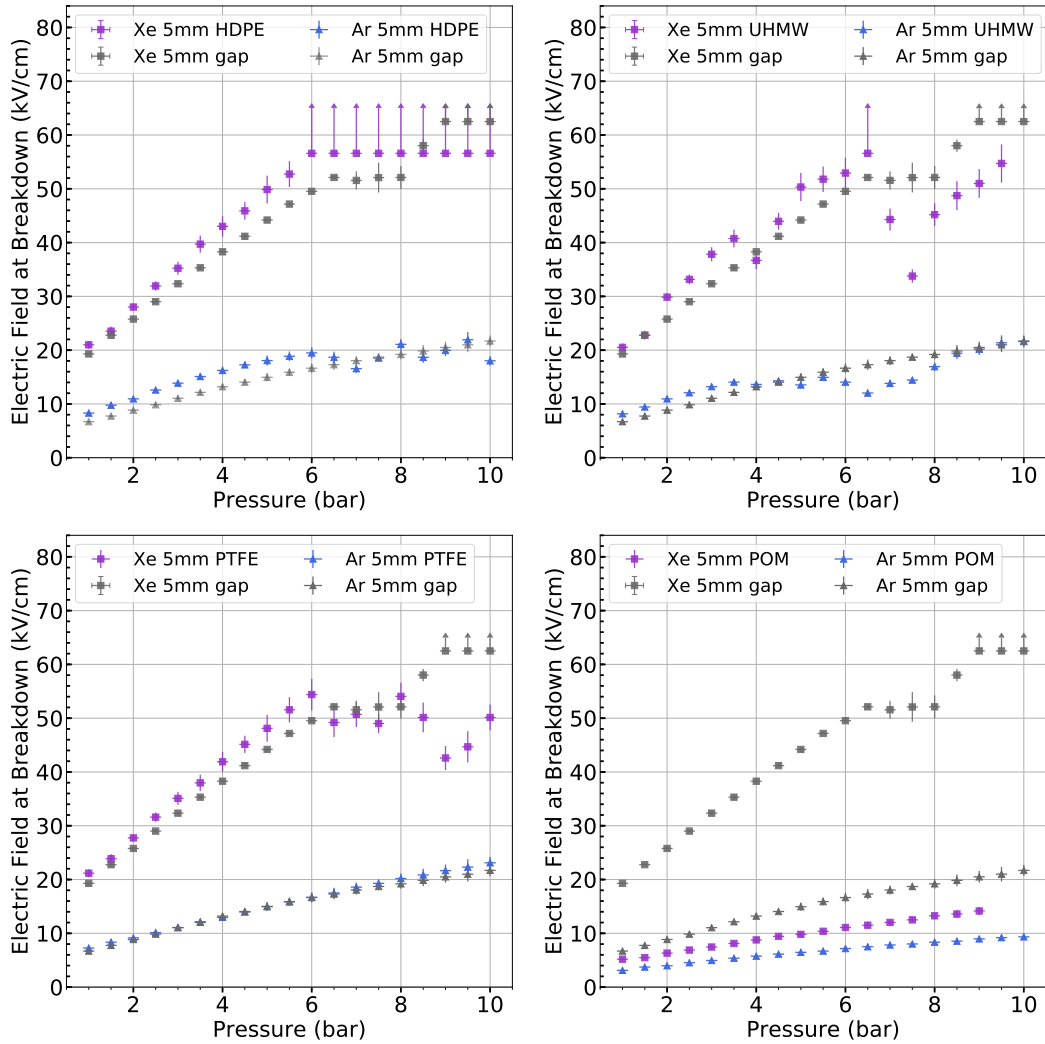 Xe 5mm HDPE
Ar 5mm HDPE
Xe 5mm gap
Ar 5mm gap
Electric Field at Breakdown (kV/cm)
80
70
60
50
40
30
20
10
0
2 4 6 8 10
Pressure (bar)
Xe 5mm UHMW
Ar 5mm UHMW
Xe 5mm gap
Ar 5mm gap
Electric Field at Breakdown (kV/cm)
80
70
60
50
40
30
20
10
0
2 4 6 8 10
Pressure (bar)
Xe 5mm PTFE
Ar 5mm PTFE
Xe 5mm gap
Ar 5mm gap
Electric Field at Breakdown (kV/cm)
80
70
60
50
40
30
20
10
0
2 4 6 8 10
Pressure (bar)
Xe 5mm POM
Ar 5mm POM
Xe 5mm gap
Ar 5mm gap
Electric Field at Breakdown (kV/cm)
80
70
60
50
40
30
20
10
0
2 4 6 8 10
Pressure (bar)